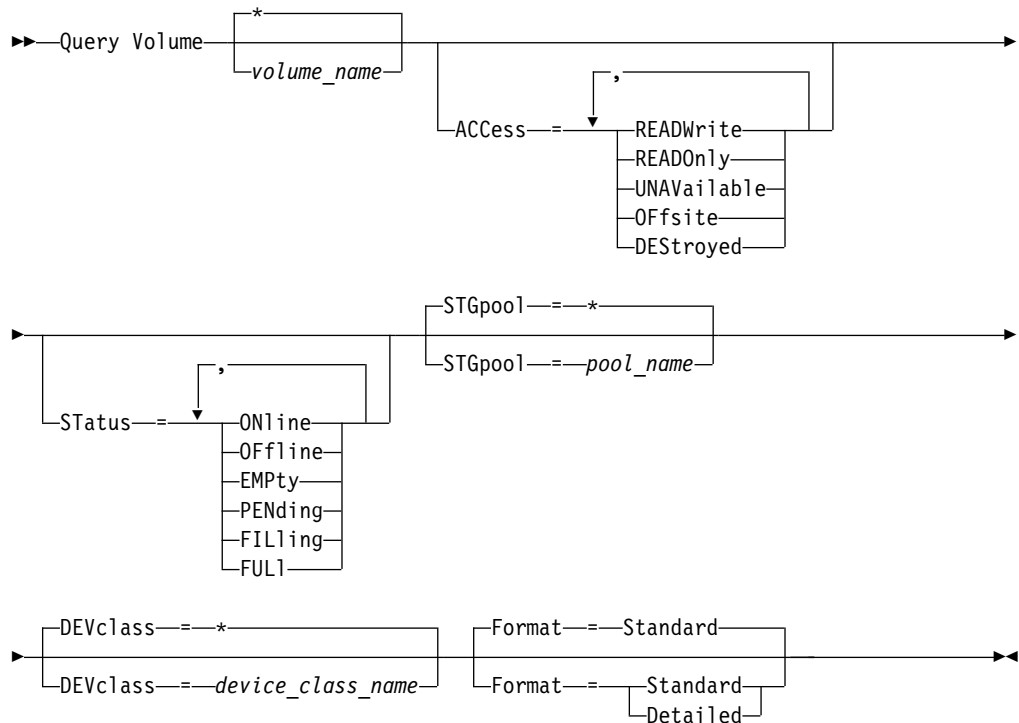 *
Query Volume
volume_name
,
ACCess = READWrite
READOnly
UNAVailable
OFfsite
DEStroyed
STGpool = *
STGpool = pool_name
,
STatus = ONline
OFfline
EMPty
PENding
FILling
FULl
DEVclass = *
DEVclass = device_class_name
Format = Standard
Format = Standard
Detailed